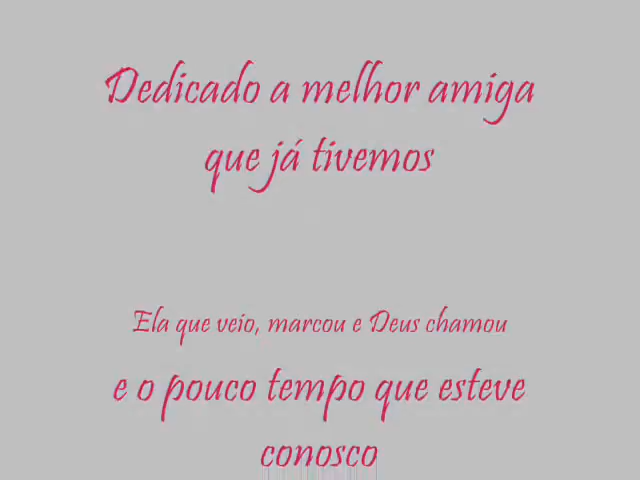 Dedicado a melhor amiga
que já tivemos
Ela que veio, marcou e Deus chamou
e o pouco tempo que esteve
conosco